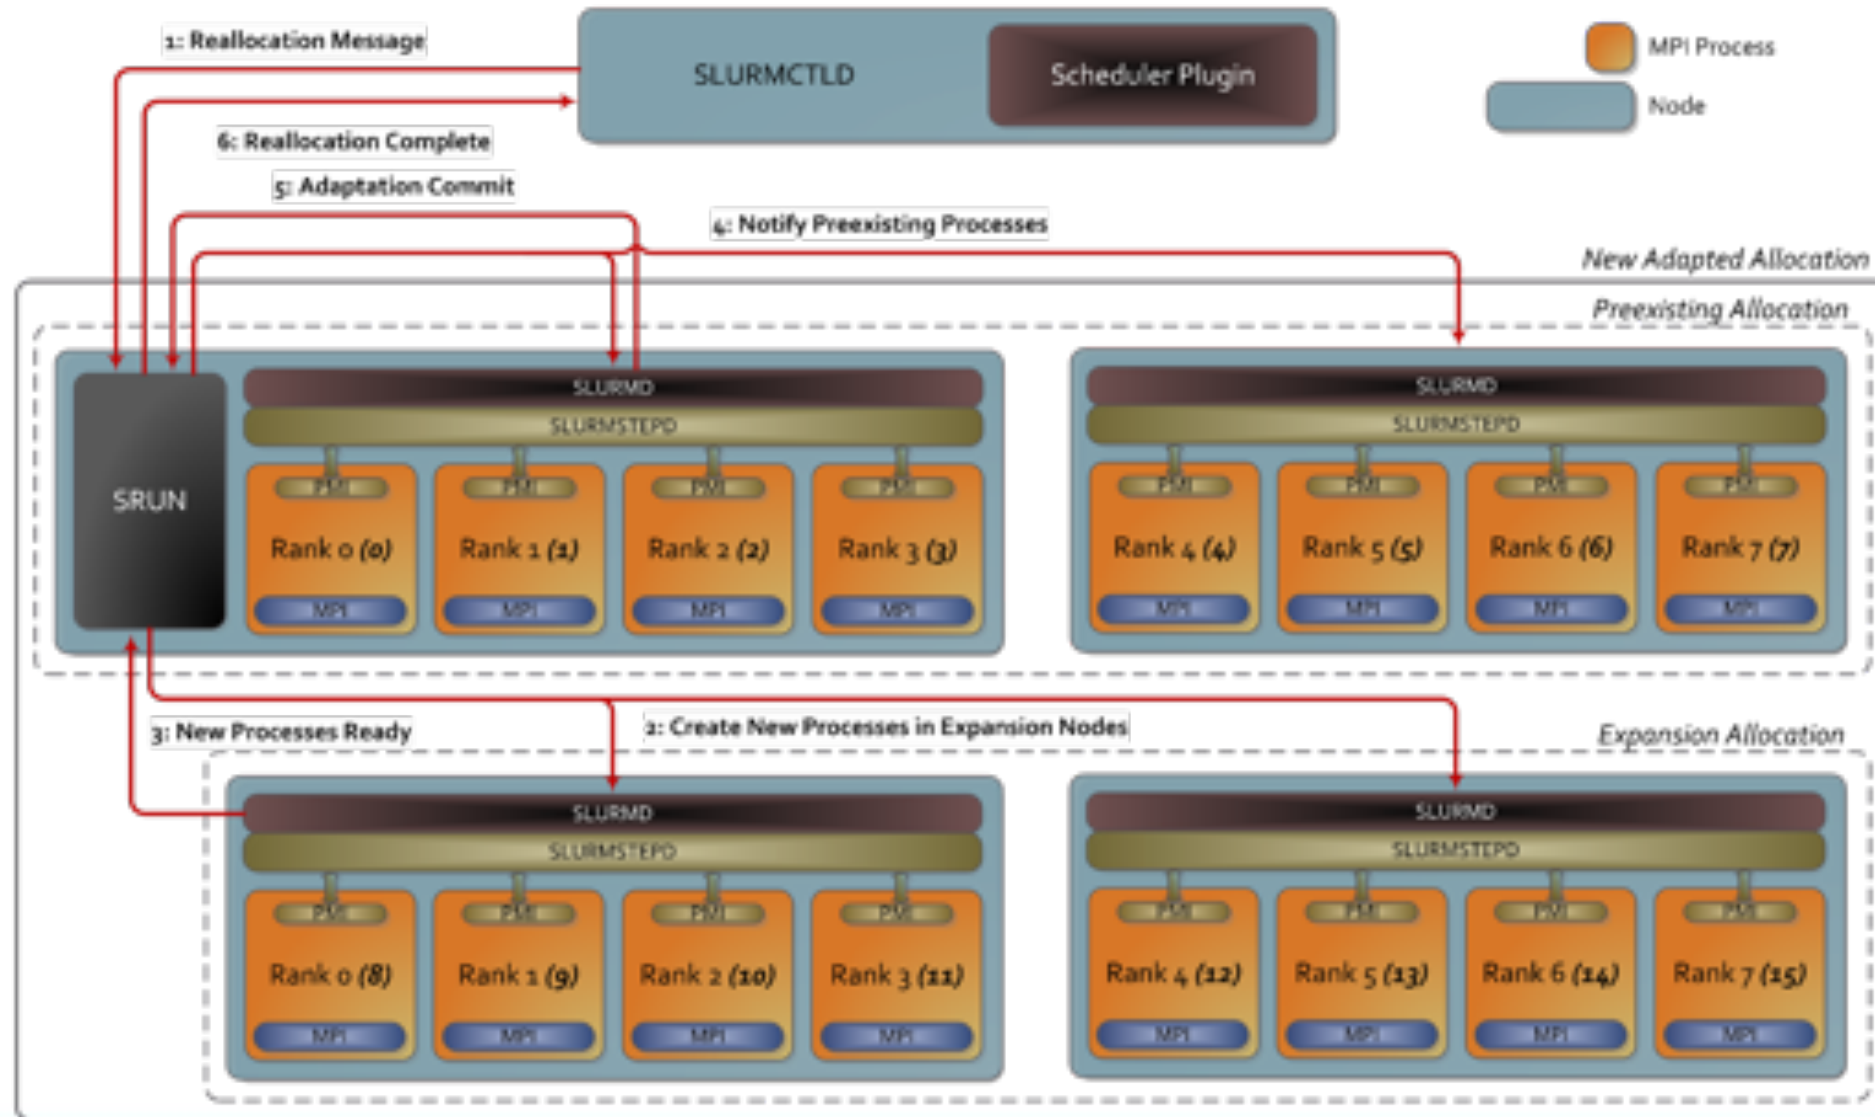 1: Reallocation Message
SLURMCTLD
Scheduler Plugin
MPI Process
Node
6: Reallocation Complete
5: Adaptation Commit
4: Notify Preexisting Processes
New Adapted Allocation
Preexisting Allocation
SRUN
SLURMD
SLURMSTEPD
PMI PMI PMI PMI
Rank 0 (0) Rank 1 (1) Rank 2 (2) Rank 3 (3)
MPI MPI MPI MPI
SLURMD
SLURMSTEPD
PMI PMI PMI PMI
Rank 4 (4) Rank 5 (5) Rank 6 (6) Rank 7 (7)
MPI MPI MPI MPI
3: New Processes Ready
2: Create New Processes in Expansion Nodes
Expansion Allocation
SLURMD
SLURMSTEPD
PMI PMI PMI PMI
Rank 0 (8) Rank 1 (9) Rank 2 (10) Rank 3 (11)
MPI MPI MPI MPI
SLURMD
SLURMSTEPD
PMI PMI PMI PMI
Rank 4 (12) Rank 5 (13) Rank 6 (14) Rank 7 (15)
MPI MPI MPI MPI